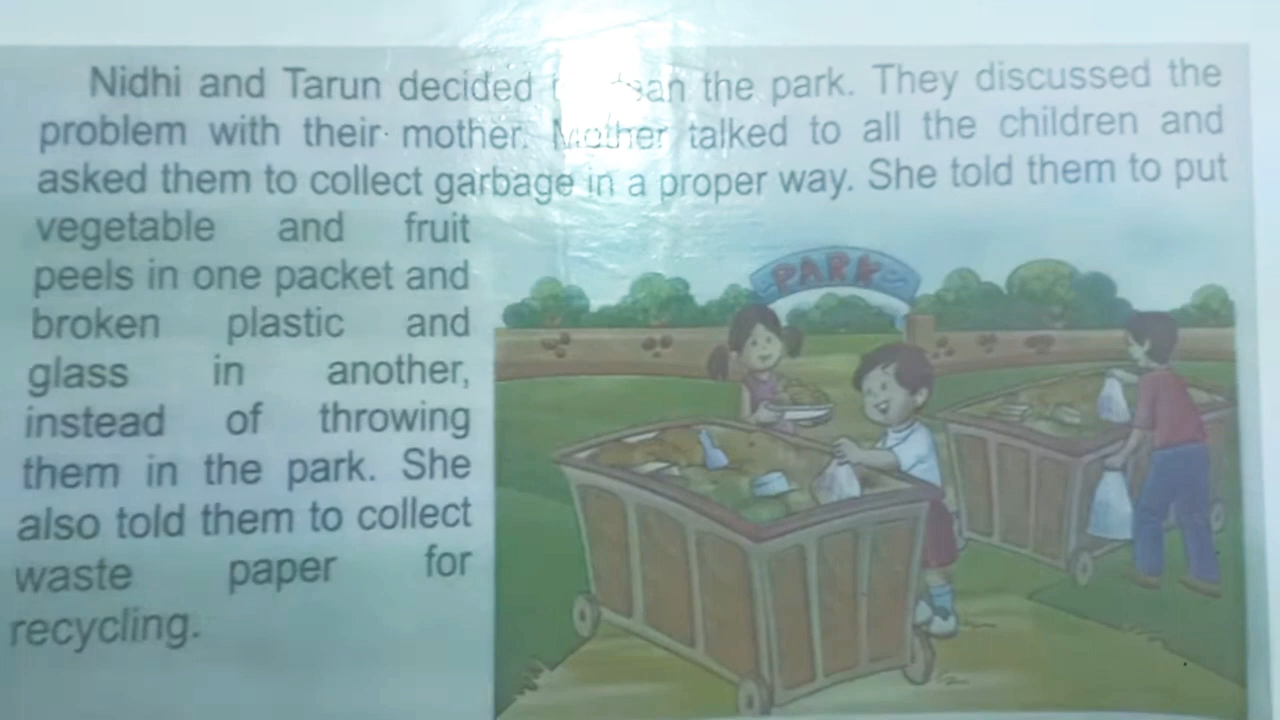 Nidhi and Tarun decided the park. They discussed the
problem with their mother. Mother talked to all the children and
asked them to collect garbage in a proper way. She told them to put
vegetable and fruit
peels in one packet and
broken plastic and
glass in another,
instead of throwing
them in the park. She
also told them to collect
waste paper for
recycling.
PARK